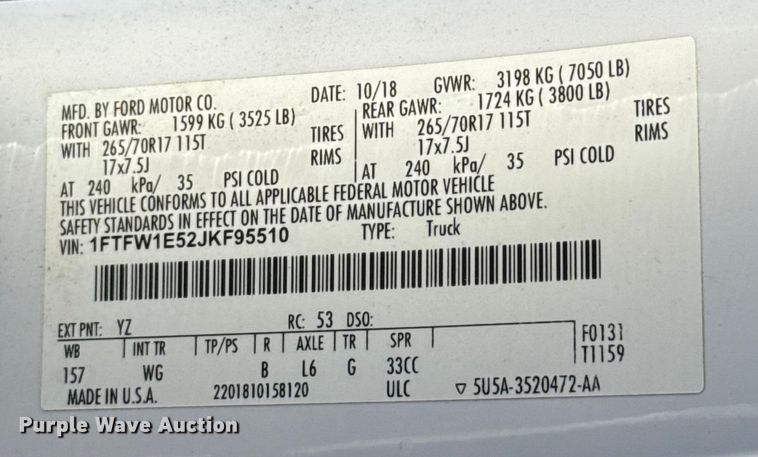 MFD. BY FORD MOTOR CO. DATE: 10/18 GVWR: 3198 KG ( 7050 LB)
FRONT GAWR: 1599 KG ( 3525 LB) REAR GAWR: 1724 KG ( 3800 LB)
WITH 265/70R17 115T TIRES WITH 265/70R17 115T TIRES
17x7.5J RIMS 17x7.5J RIMS
AT 240 kPa/ 35 PSI COLD AT 240 kPa/ 35 PSI COLD
THIS VEHICLE CONFORMS TO ALL APPLICABLE FEDERAL MOTOR VEHICLE
SAFETY STANDARDS IN EFFECT ON THE DATE OF MANUFACTURE SHOWN ABOVE.
VIN: 1FTFW1E52JKF95510 TYPE: Truck
EXT PNT: YZ RC: 53 DSO:
WB INT TR TP/PS R AXLE TR SPR F0131
157 WG B L6 G 33CC T1159
MADE IN U.S.A. 2201810158120 ULC ▽ 5U5A-3520472-AA
Purple Wave Auction